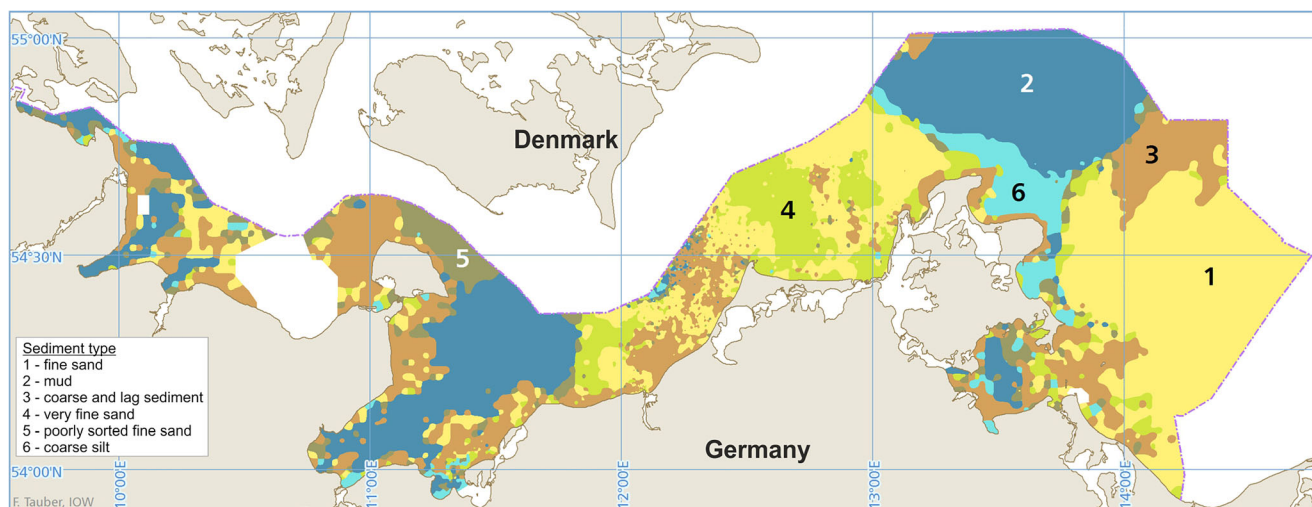 55°00'N
2
3
Denmark
6
4
5
54°30'N
1
Sediment type
1 - fine sand
2 - mud
3 - coarse and lag sediment
4 - very fine sand
5 - poorly sorted fine sand
6 - coarse silt
Germany
54°00'N
10°00'E
11°00'E
12°00'E
13°00'E
14°00'E
F. Tauber, IOW